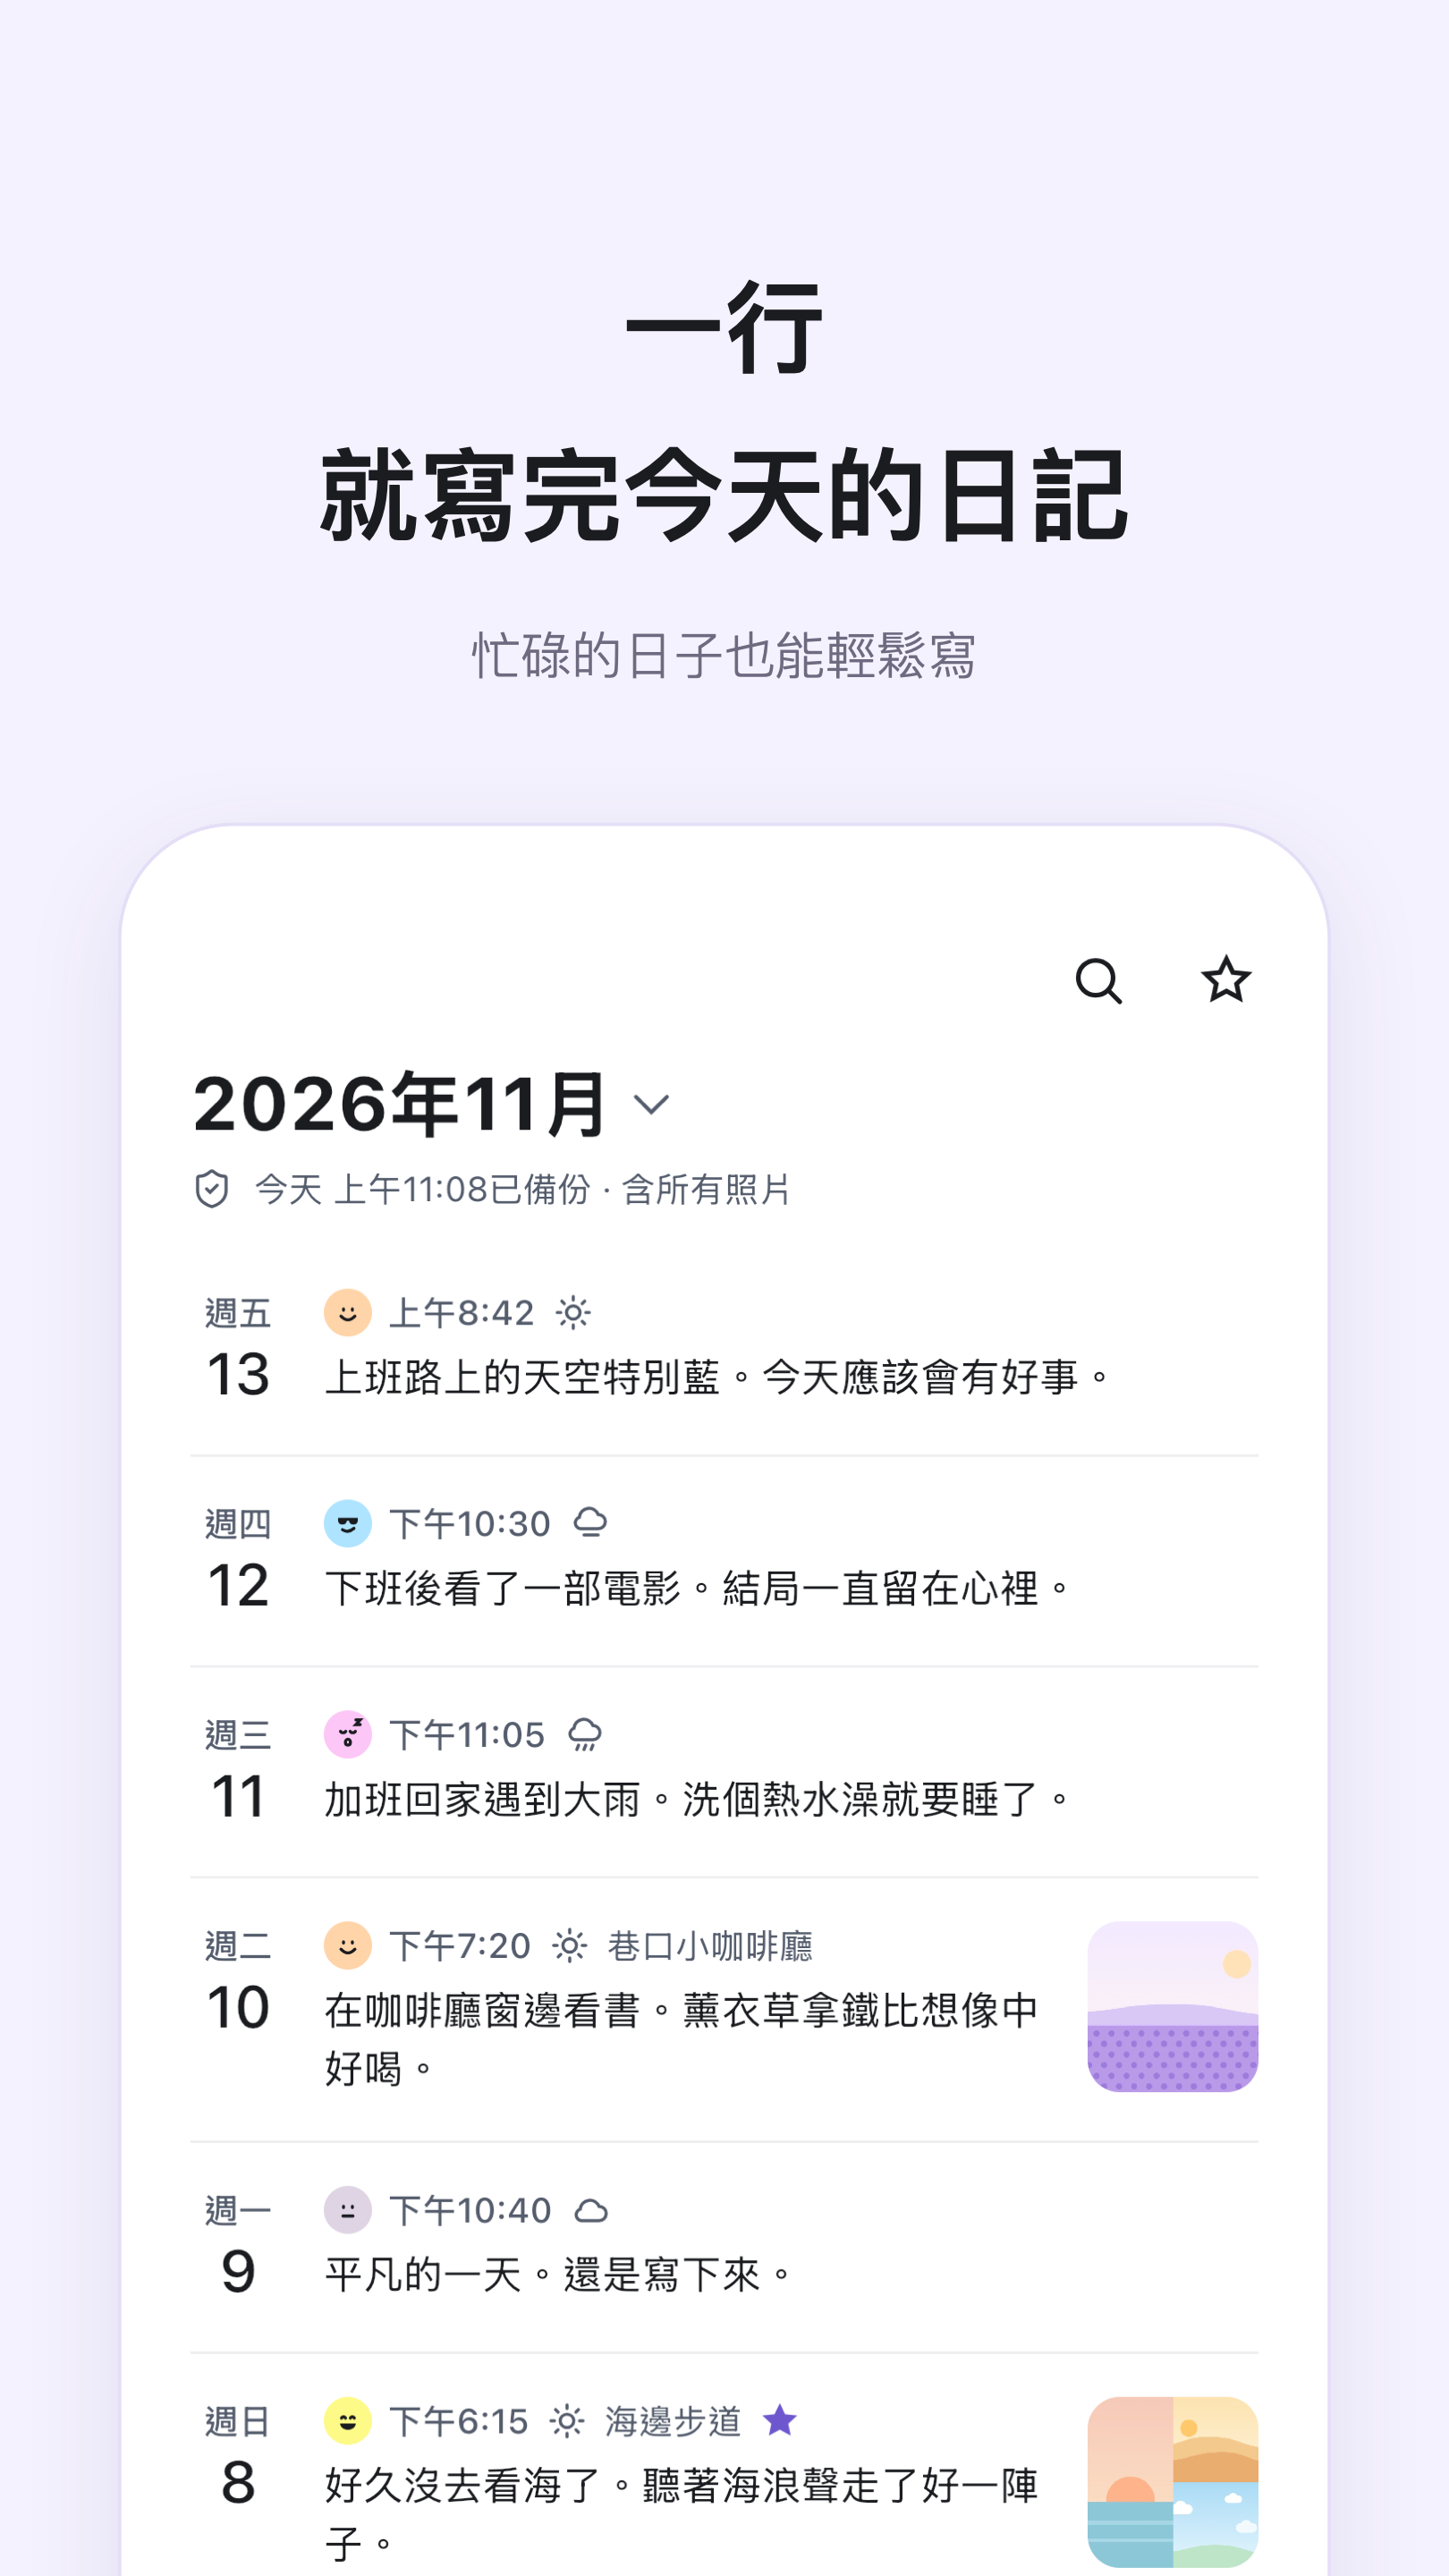 一行
就寫完今天的日記
忙碌的日子也能輕鬆寫
2026年11月
今天 上午11:08已備份 · 含所有照片
週五 上午8:42
13 上班路上的天空特別藍。今天應該會有好事。
週四 下午10:30
12 下班後看了一部電影。結局一直留在心裡。
週三 下午11:05
11 加班回家遇到大雨。洗個熱水澡就要睡了。
週二 下午7:20 巷口小咖啡廳
10 在咖啡廳窗邊看書。薰衣草拿鐵比想像中
好喝。
週一 下午10:40
9 平凡的一天。還是寫下來。
週日 下午6:15 海邊步道
8 好久沒去看海了。聽著海浪聲走了好一陣
子。